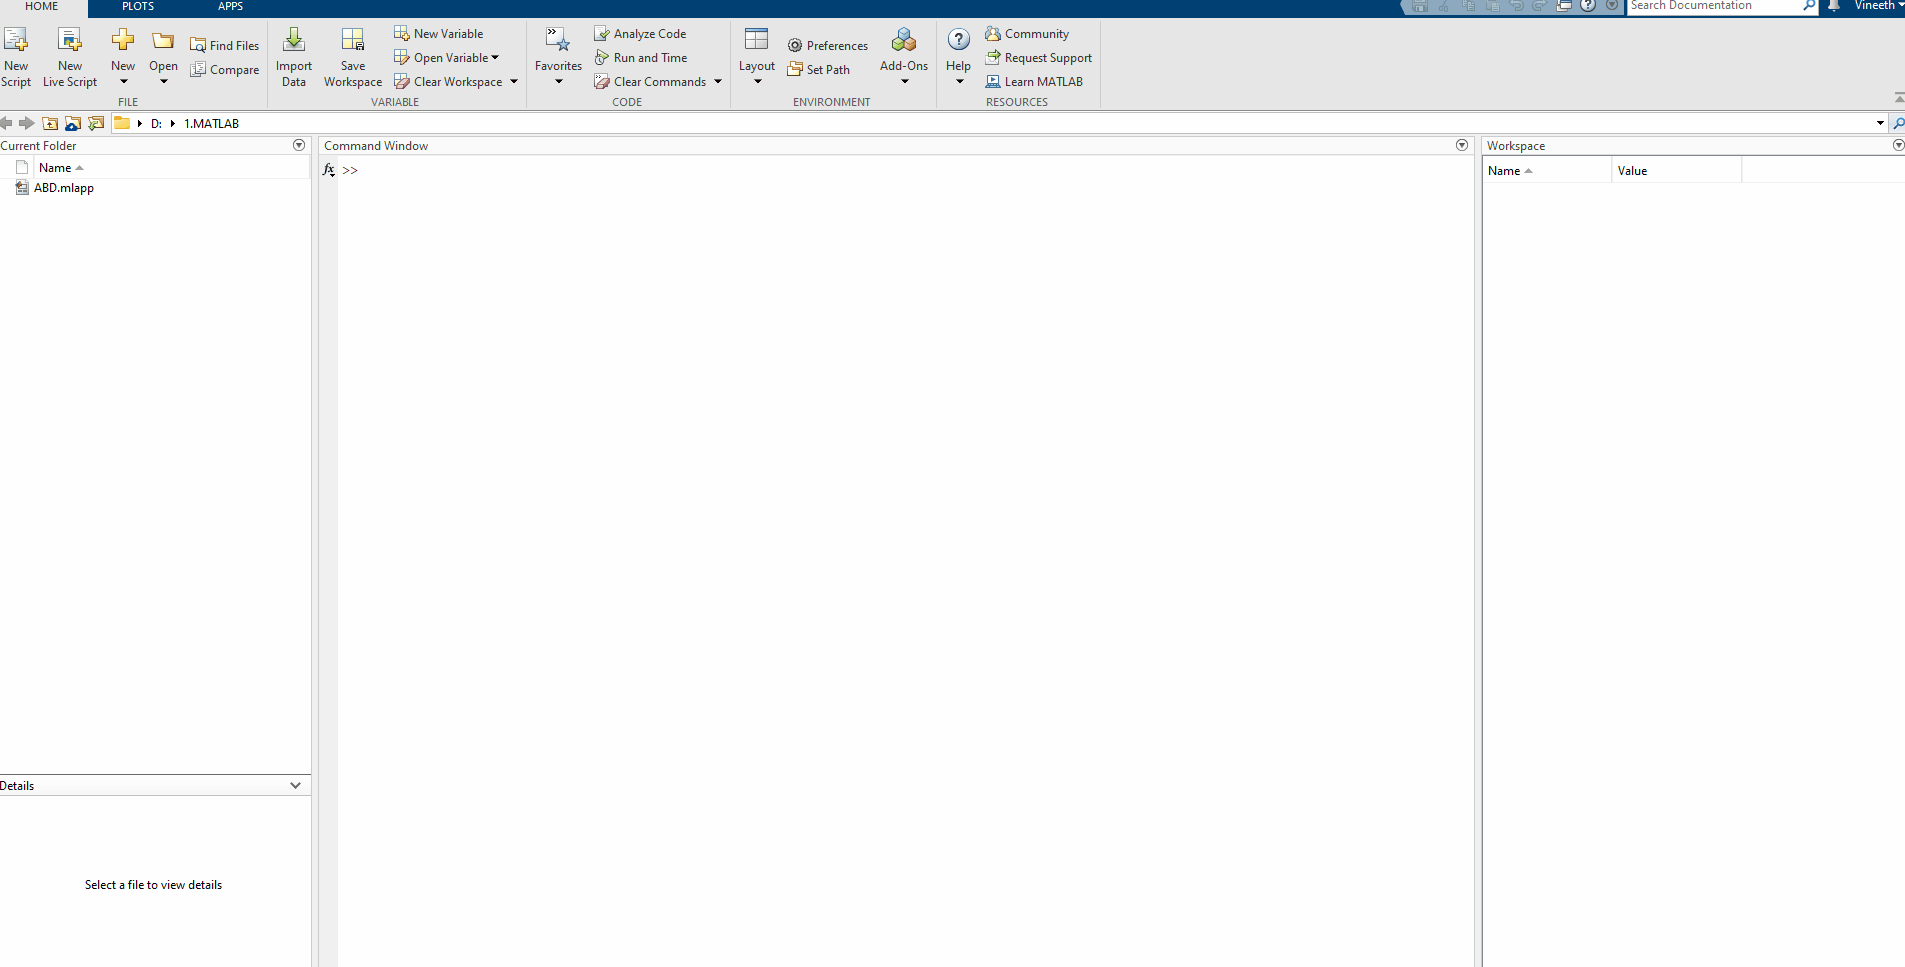 HOME PLOTS APPS
Search Documentation Vineeth
New Script
New Live Script
New
Open
Find Files
Compare
FILE
Import Data
Save Workspace
New Variable
Open Variable
Clear Workspace
VARIABLE
Favorites
Analyze Code
Run and Time
Clear Commands
CODE
Layout
Preferences
Set Path
Add-Ons
ENVIRONMENT
Help
Community
Request Support
Learn MATLAB
RESOURCES
D: 1.MATLAB
Current Folder
Name
ABD.mlapp
Details
Select a file to view details
Command Window
fx >>
Workspace
Name Value